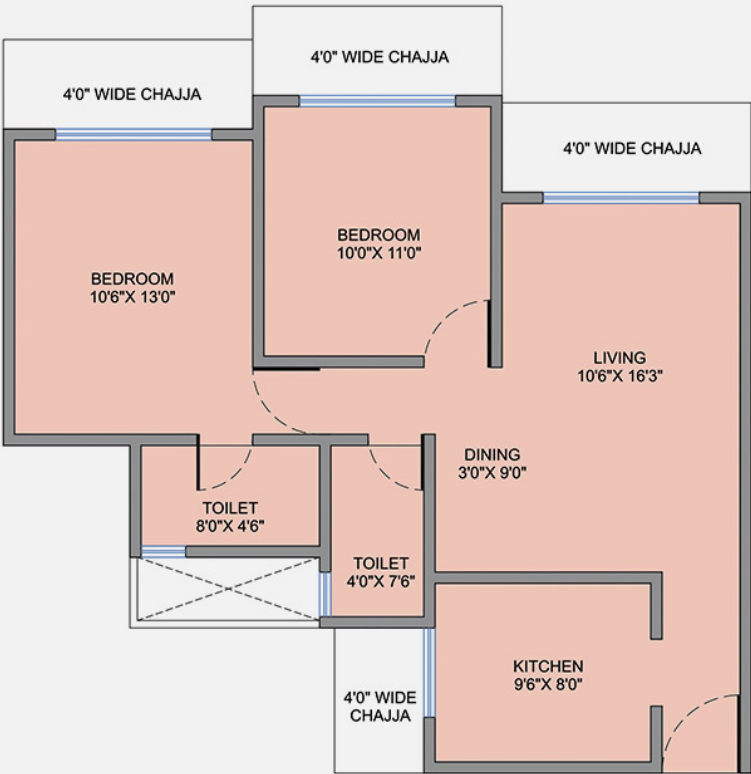 4'0" WIDE CHAJJA
4'0" WIDE CHAJJA
4'0" WIDE CHAJJA
BEDROOM
10'0"X 11'0"
BEDROOM
10'6"X 13'0"
LIVING
10'6"X 16'3"
DINING
3'0"X 9'0"
TOILET
8'0"X 4'6"
TOILET
4'0"X 7'6"
KITCHEN
9'6"X 8'0"
4'0" WIDE
CHAJJA